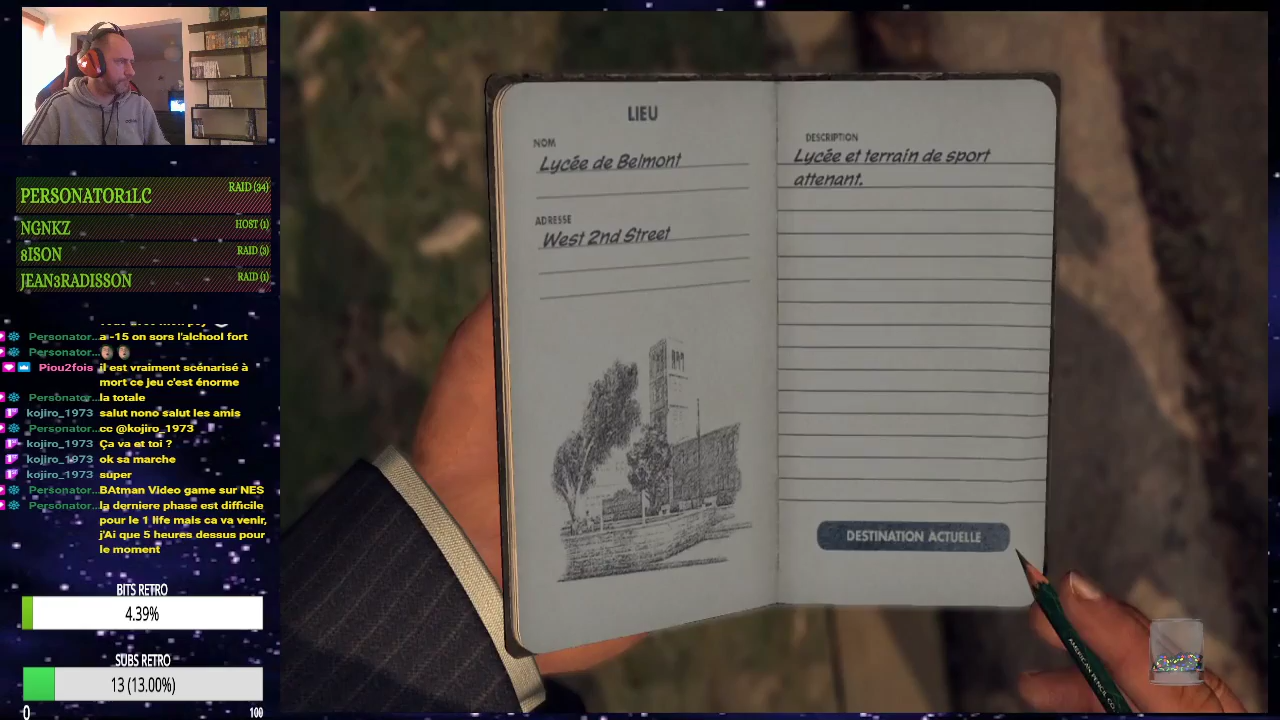 PERSONATOR1LC RAID (34)
NGNKZ HOST (1)
8ISON RAID (3)
JEAN3RADISSON RAID (1)
Personator... a -15 on sors l'alchool fort
Personator...
Piou2fois il est vraiment scénarisé à
mort ce jeu c'est énorme
Personator... la totale
kojiro_1973 salut nono salut les amis
Personator... cc @kojiro_1973
kojiro_1973 Ça va et toi ?
kojiro_1973 ok sa marche
kojiro_1973 super
Personator... BAtman Video game sur NES
Personator... la derniere phase est difficile
pour le 1 life mais ca va venir,
j'Ai que 5 heures dessus pour
le moment
BITS RETRO
4.39%
SUBS RETRO
13 (13.00%)
0 100
LIEU
NOM
Lycée de Belmont
ADRESSE
West 2nd Street
DESCRIPTION
Lycée et terrain de sport
attenant.
DESTINATION ACTUELLE
AMERICAN PENCIL CO.